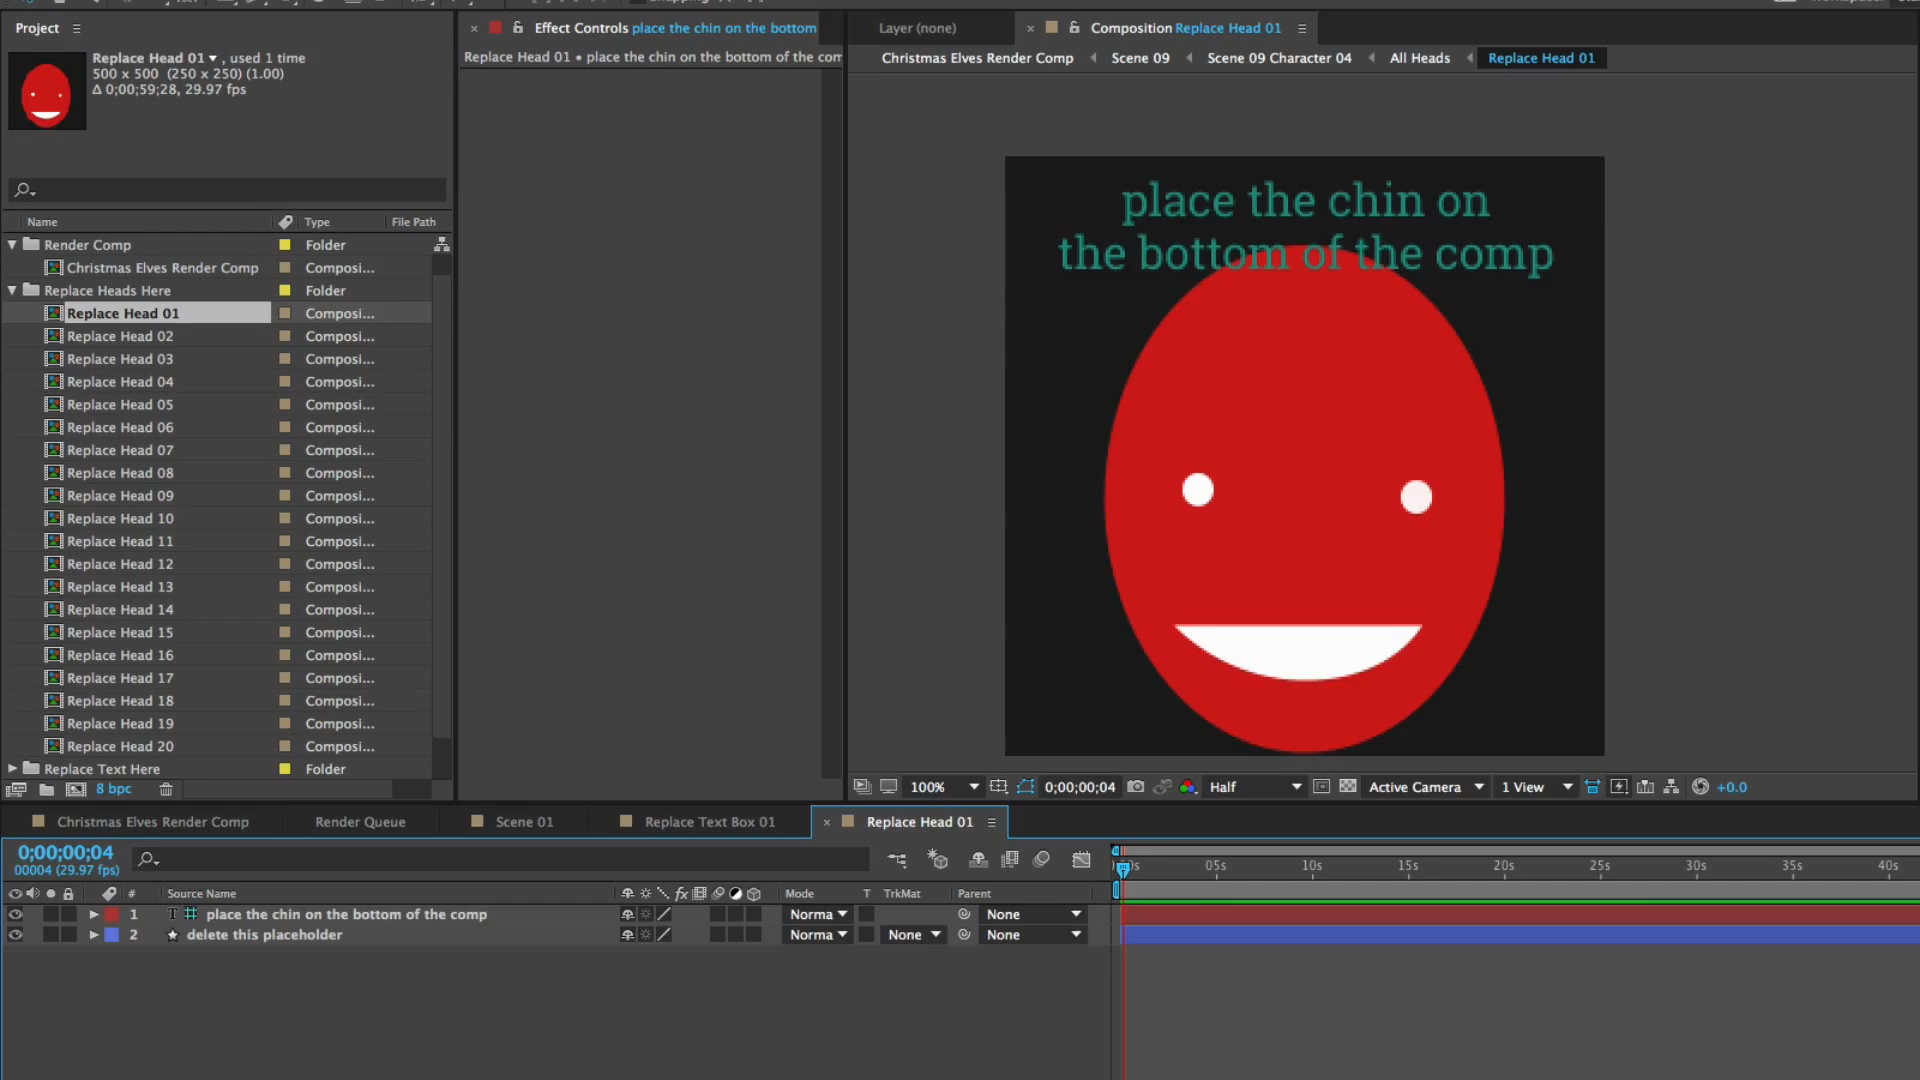 Project
Effect Controls place the chin on the bottom
Layer (none)
Composition Replace Head 01
Replace Head 01 , used 1 time
500 x 500 (250 x 250) (1.00)
Δ 0;00;59;28, 29.97 fps
Replace Head 01 • place the chin on the bottom of the com
Christmas Elves Render Comp
Scene 09
Scene 09 Character 04
All Heads
Replace Head 01
Name Type File Path
Render Comp Folder
Christmas Elves Render Comp Composi...
Replace Heads Here Folder
Replace Head 01 Composi...
Replace Head 02 Composi...
Replace Head 03 Composi...
Replace Head 04 Composi...
Replace Head 05 Composi...
Replace Head 06 Composi...
Replace Head 07 Composi...
Replace Head 08 Composi...
Replace Head 09 Composi...
Replace Head 10 Composi...
Replace Head 11 Composi...
Replace Head 12 Composi...
Replace Head 13 Composi...
Replace Head 14 Composi...
Replace Head 15 Composi...
Replace Head 16 Composi...
Replace Head 17 Composi...
Replace Head 18 Composi...
Replace Head 19 Composi...
Replace Head 20 Composi...
Replace Text Here Folder
8 bpc
place the chin on
the bottom of the comp
100% 0;00;00;04 Half Active Camera 1 View +0.0
Christmas Elves Render Comp
Render Queue
Scene 01
Replace Text Box 01
Replace Head 01
0;00;00;04
00004 (29.97 fps)
05s 10s 15s 20s 25s 30s 35s 40s
# Source Name fx Mode T TrkMat Parent
1 T place the chin on the bottom of the comp Norma None
2 delete this placeholder Norma None None